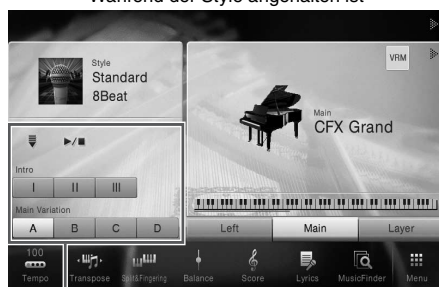 Während der Style angehalten ist
Style
Standard
8Beat
VRM
Main
CFX Grand
Intro
I II III
Main Variation
A B C D
Left Main Layer
100
Tempo Transpose Split&Fingering Balance Score Lyrics MusicFinder Menu